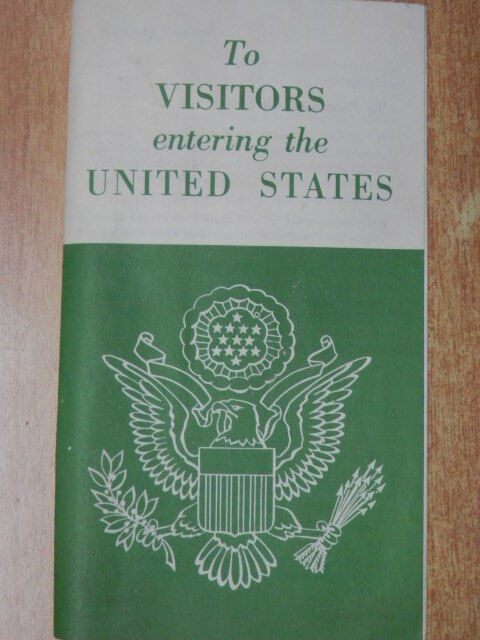 To
VISITORS
entering the
UNITED STATES